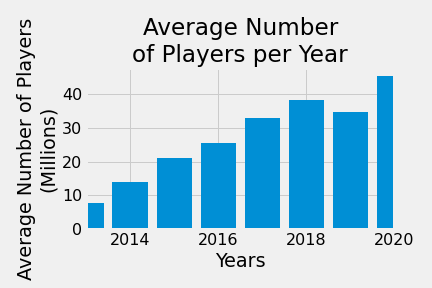 Average Number
of Players per Year
Average Number of Players
(Millions)
40
30
20
10
0
2014
2016
2018
2020
Years